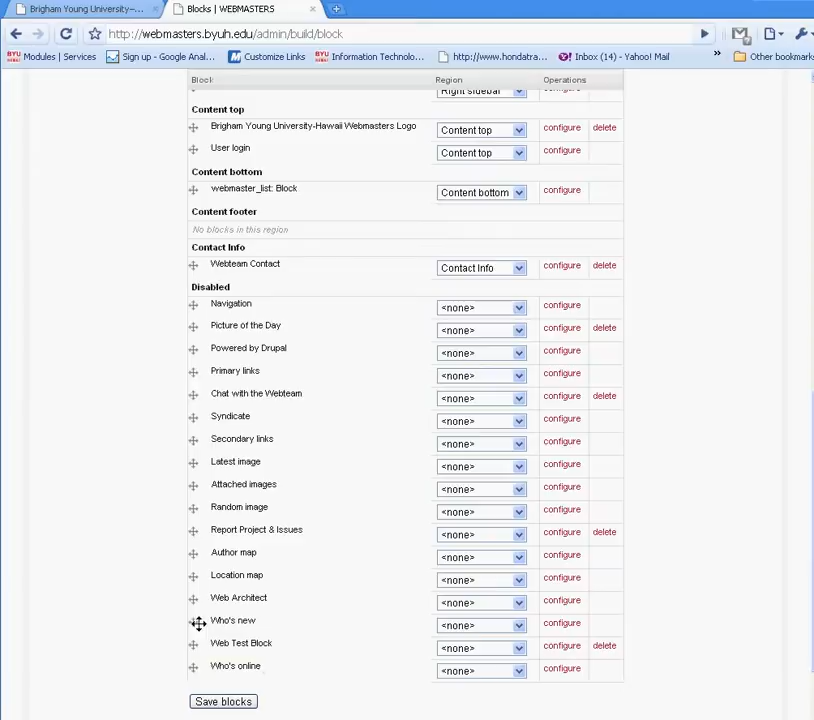 Brigham Young University–...
Blocks | WEBMASTERS
http://webmasters.byuh.edu/admin/build/block
Modules | Services
Sign up - Google Anal...
Customize Links
Information Technolo...
http://www.hondatra...
Inbox (14) - Yahoo! Mail
»
Other bookmarks
Block Region Operations
Right sidebar configure
Content top
Brigham Young University-Hawaii Webmasters Logo Content top configure delete
User login Content top configure
Content bottom
webmaster_list: Block Content bottom configure
Content footer
No blocks in this region
Contact Info
Webteam Contact Contact Info configure delete
Disabled
Navigation <none> configure
Picture of the Day <none> configure delete
Powered by Drupal <none> configure
Primary links <none> configure
Chat with the Webteam <none> configure delete
Syndicate <none> configure
Secondary links <none> configure
Latest image <none> configure
Attached images <none> configure
Random image <none> configure
Report Project & Issues <none> configure delete
Author map <none> configure
Location map <none> configure
Web Architect <none> configure
Who's new <none> configure
Web Test Block <none> configure delete
Who's online <none> configure
Save blocks